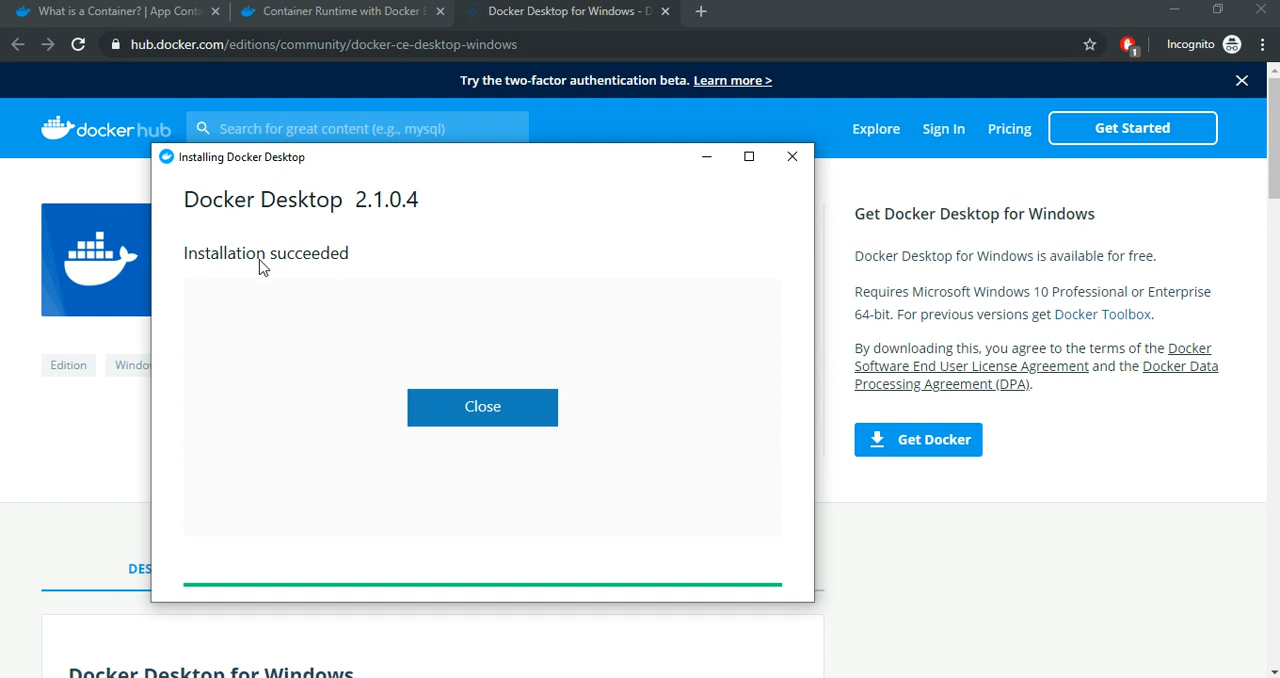 What is a Container? | App Conta
Container Runtime with Docker E
Docker Desktop for Windows - D
hub.docker.com/editions/community/docker-ce-desktop-windows
1
Incognito
Try the two-factor authentication beta. Learn more >
docker hub
Search for great content (e.g., mysql)
Explore
Sign In
Pricing
Get Started
Installing Docker Desktop
Docker Desktop 2.1.0.4
Installation succeeded
Close
Edition
Windo
Get Docker Desktop for Windows
Docker Desktop for Windows is available for free.
Requires Microsoft Windows 10 Professional or Enterprise
64-bit. For previous versions get Docker Toolbox.
By downloading this, you agree to the terms of the Docker
Software End User License Agreement and the Docker Data
Processing Agreement (DPA).
Get Docker
DES
Docker Desktop for Windows